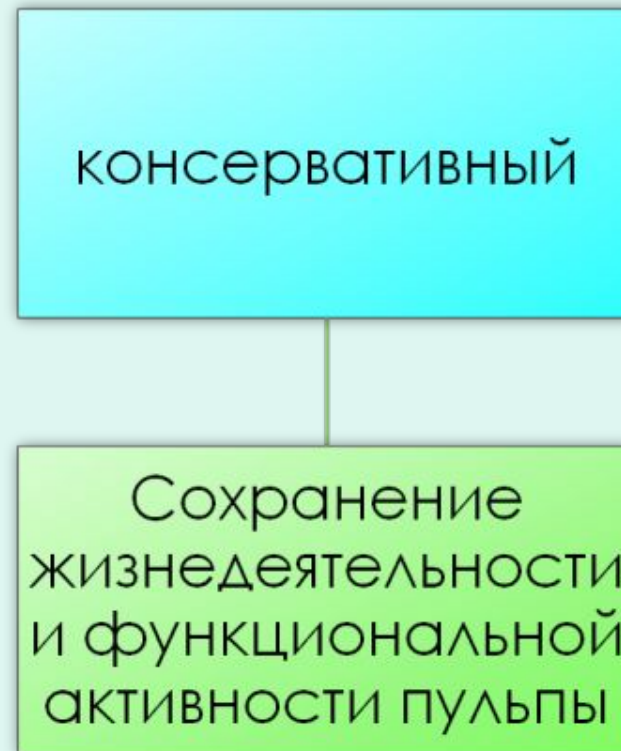 консервативный
Сохранение
жизнедеятельности
и функциональной
активности пульпы